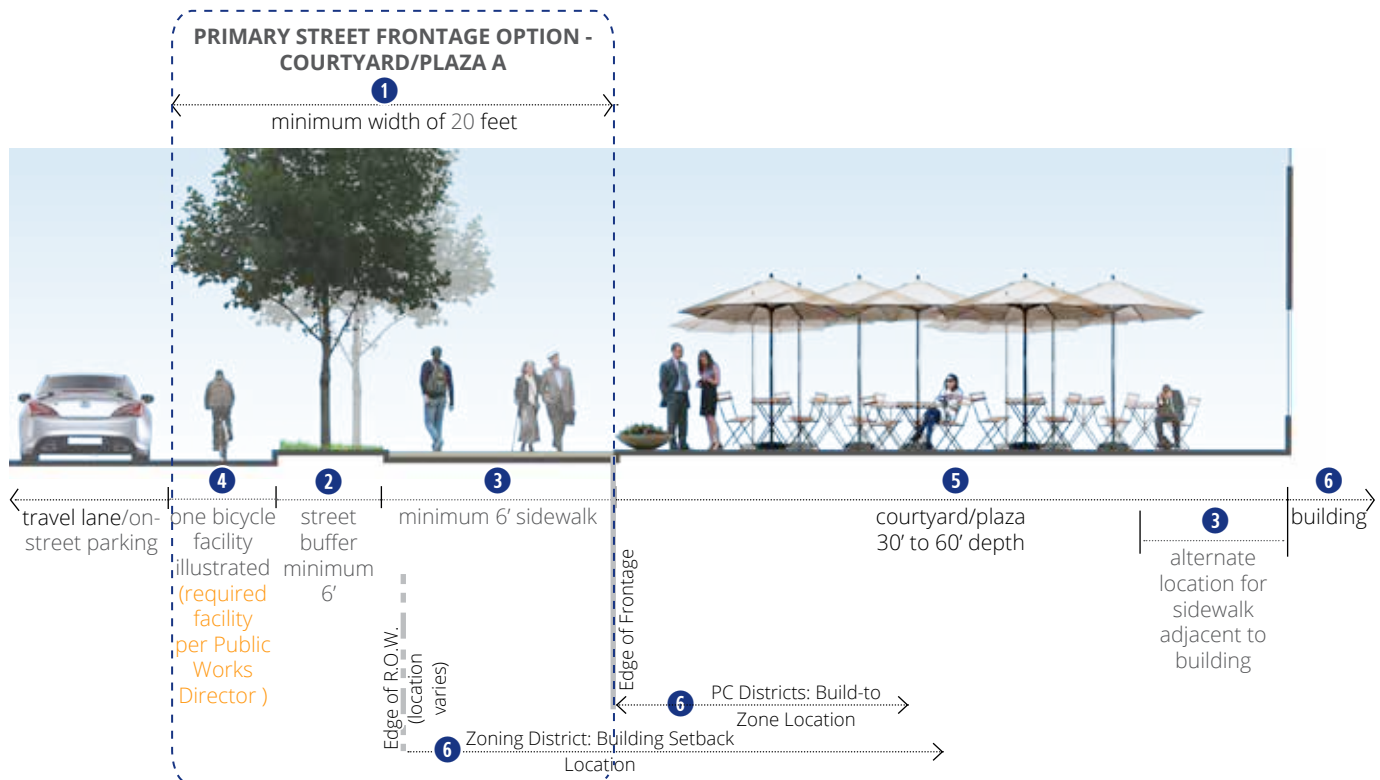 PRIMARY STREET FRONTAGE OPTION -
COURTYARD/PLAZA A
1
minimum width of 20 feet
4
2
3
5
6
travel lane/on-
street parking
one bicycle
facility
illustrated
(required
facility
per Public
Works
Director )
street
buffer
minimum
6’
minimum 6’ sidewalk
courtyard/plaza
30’ to 60’ depth
3
alternate
location for
sidewalk
adjacent to
building
building
Edge of R.O.W.
(location
varies)
Edge of Frontage
6
PC Districts: Build-to
Zone Location
6
Zoning District: Building Setback
Location